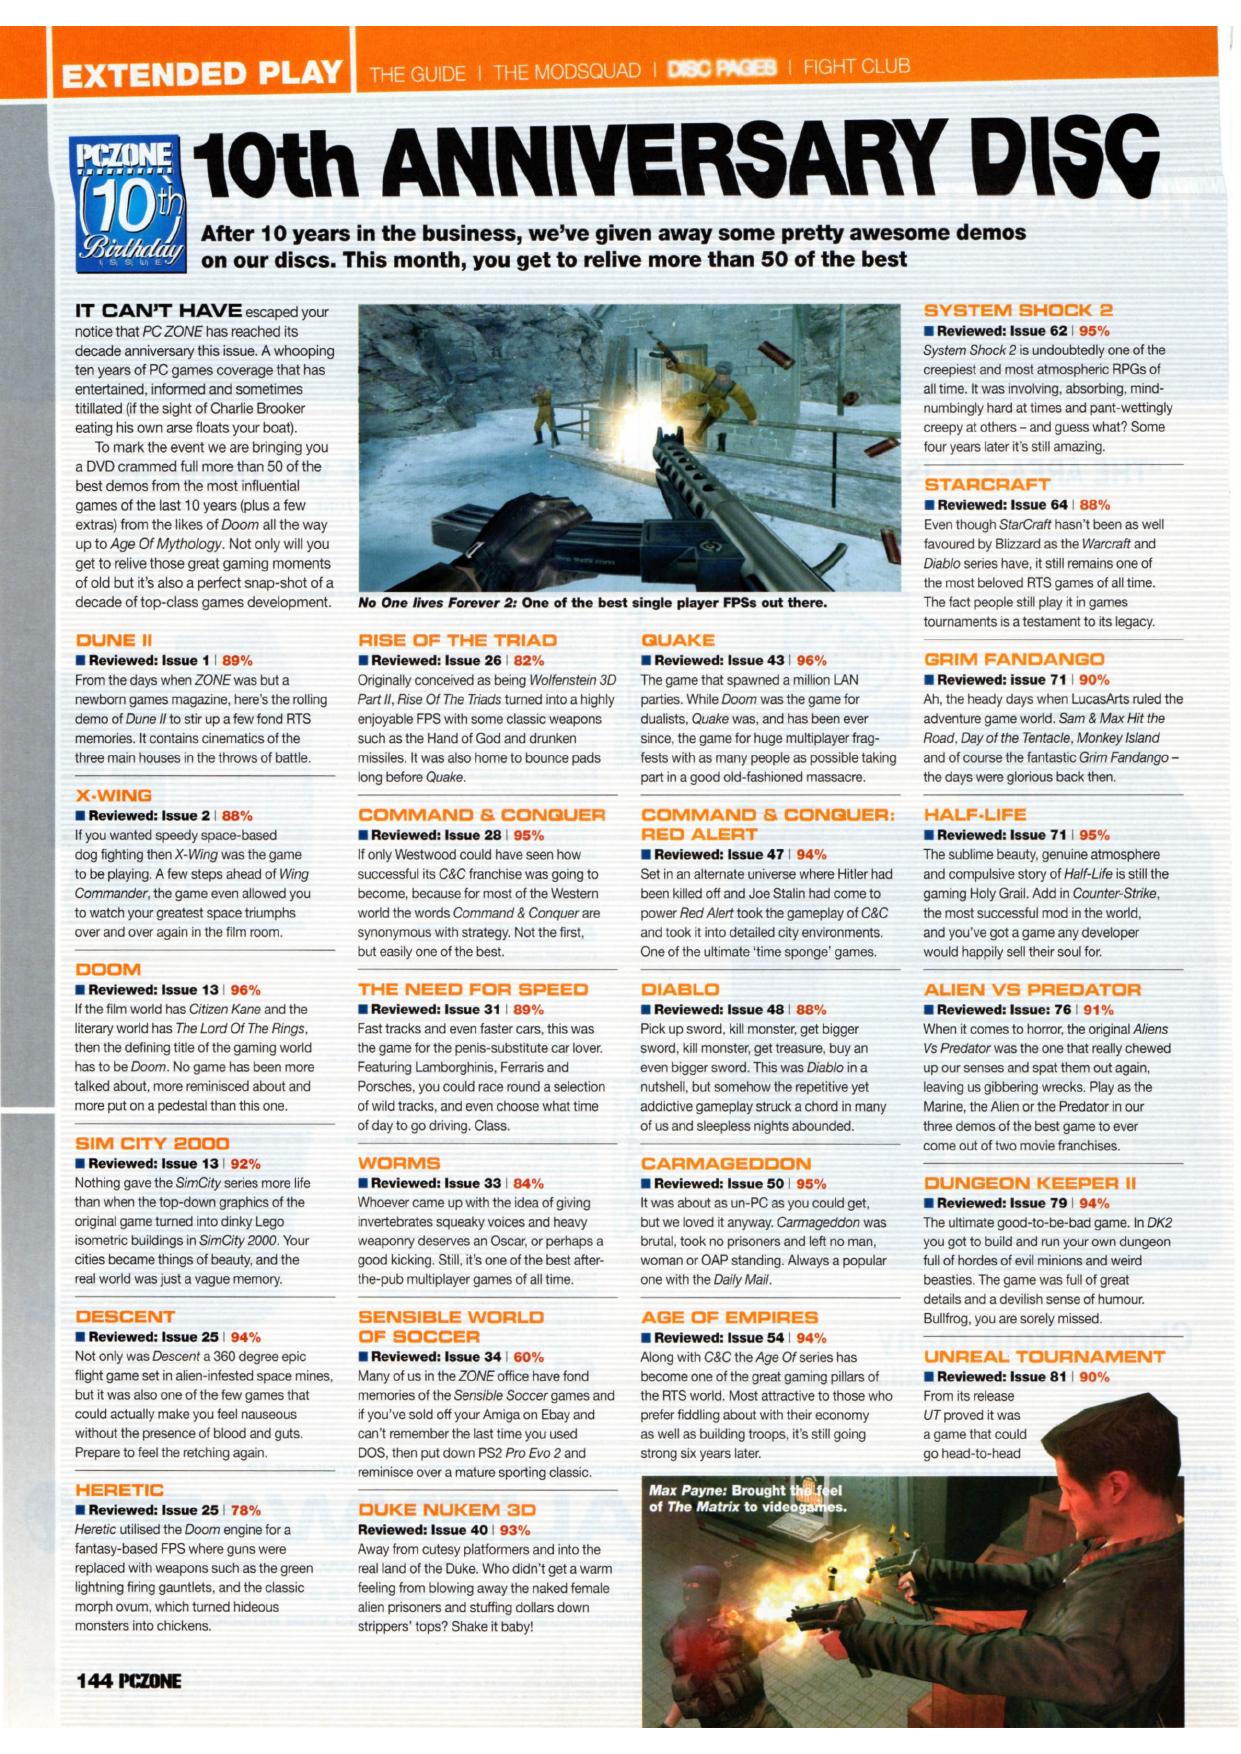 EXTENDED PLAY
THE GUIDE | THE MODSQUAD | DISC PAGES | FIGHT CLUB
PCZONE
10th
Birthday
ISSUE
10th ANNIVERSARY DISC
After 10 years in the business, we've given away some pretty awesome demos
on our discs. This month, you get to relive more than 50 of the best
IT CAN'T HAVE escaped your
notice that PC ZONE has reached its
decade anniversary this issue. A whooping
ten years of PC games coverage that has
entertained, informed and sometimes
titillated (if the sight of Charlie Brooker
eating his own arse floats your boat).
To mark the event we are bringing you
a DVD crammed full more than 50 of the
best demos from the most influential
games of the last 10 years (plus a few
extras) from the likes of Doom all the way
up to Age Of Mythology. Not only will you
get to relive those great gaming moments
of old but it's also a perfect snap-shot of a
decade of top-class games development.
No One lives Forever 2: One of the best single player FPSs out there.
DUNE II
■ Reviewed: Issue 1 | 89%
From the days when ZONE was but a
newborn games magazine, here's the rolling
demo of Dune II to stir up a few fond RTS
memories. It contains cinematics of the
three main houses in the throws of battle.
X-WING
■ Reviewed: Issue 2 | 88%
If you wanted speedy space-based
dog fighting then X-Wing was the game
to be playing. A few steps ahead of Wing
Commander, the game even allowed you
to watch your greatest space triumphs
over and over again in the film room.
DOOM
■ Reviewed: Issue 13 | 96%
If the film world has Citizen Kane and the
literary world has The Lord Of The Rings,
then the defining title of the gaming world
has to be Doom. No game has been more
talked about, more reminisced about and
more put on a pedestal than this one.
SIM CITY 2000
■ Reviewed: Issue 13 | 92%
Nothing gave the SimCity series more life
than when the top-down graphics of the
original game turned into dinky Lego
isometric buildings in SimCity 2000. Your
cities became things of beauty, and the
real world was just a vague memory.
DESCENT
■ Reviewed: Issue 25 | 94%
Not only was Descent a 360 degree epic
flight game set in alien-infested space mines,
but it was also one of the few games that
could actually make you feel nauseous
without the presence of blood and guts.
Prepare to feel the retching again.
HERETIC
■ Reviewed: Issue 25 | 78%
Heretic utilised the Doom engine for a
fantasy-based FPS where guns were
replaced with weapons such as the green
lightning firing gauntlets, and the classic
morph ovum, which turned hideous
monsters into chickens.
RISE OF THE TRIAD
■ Reviewed: Issue 26 | 82%
Originally conceived as being Wolfenstein 3D
Part II, Rise Of The Triads turned into a highly
enjoyable FPS with some classic weapons
such as the Hand of God and drunken
missiles. It was also home to bounce pads
long before Quake.
COMMAND & CONQUER
■ Reviewed: Issue 28 | 95%
If only Westwood could have seen how
successful its C&C franchise was going to
become, because for most of the Western
world the words Command & Conquer are
synonymous with strategy. Not the first,
but easily one of the best.
THE NEED FOR SPEED
■ Reviewed: Issue 31 | 89%
Fast tracks and even faster cars, this was
the game for the penis-substitute car lover.
Featuring Lamborghinis, Ferraris and
Porsches, you could race round a selection
of wild tracks, and even choose what time
of day to go driving. Class.
WORMS
■ Reviewed: Issue 33 | 84%
Whoever came up with the idea of giving
invertebrates squeaky voices and heavy
weaponry deserves an Oscar, or perhaps a
good kicking. Still, it's one of the best after-
the-pub multiplayer games of all time.
SENSIBLE WORLD
OF SOCCER
■ Reviewed: Issue 34 | 60%
Many of us in the ZONE office have fond
memories of the Sensible Soccer games and
if you've sold off your Amiga on Ebay and
can't remember the last time you used
DOS, then put down PS2 Pro Evo 2 and
reminisce over a mature sporting classic.
DUKE NUKEM 3D
Reviewed: Issue 40 | 93%
Away from cutesy platformers and into the
real land of the Duke. Who didn't get a warm
feeling from blowing away the naked female
alien prisoners and stuffing dollars down
strippers' tops? Shake it baby!
QUAKE
■ Reviewed: Issue 43 | 96%
The game that spawned a million LAN
parties. While Doom was the game for
dualists, Quake was, and has been ever
since, the game for huge multiplayer frag-
fests with as many people as possible taking
part in a good old-fashioned massacre.
COMMAND & CONQUER:
RED ALERT
■ Reviewed: Issue 47 | 94%
Set in an alternate universe where Hitler had
been killed off and Joe Stalin had come to
power Red Alert took the gameplay of C&C
and took it into detailed city environments.
One of the ultimate 'time sponge' games.
DIABLO
■ Reviewed: Issue 48 | 88%
Pick up sword, kill monster, get bigger
sword, kill monster, get treasure, buy an
even bigger sword. This was Diablo in a
nutshell, but somehow the repetitive yet
addictive gameplay struck a chord in many
of us and sleepless nights abounded.
CARMAGEDDON
■ Reviewed: Issue 50 | 95%
It was about as un-PC as you could get,
but we loved it anyway. Carmageddon was
brutal, took no prisoners and left no man,
woman or OAP standing. Always a popular
one with the Daily Mail.
AGE OF EMPIRES
■ Reviewed: Issue 54 | 94%
Along with C&C the Age Of series has
become one of the great gaming pillars of
the RTS world. Most attractive to those who
prefer fiddling about with their economy
as well as building troops, it's still going
strong six years later.
SYSTEM SHOCK 2
■ Reviewed: Issue 62 | 95%
System Shock 2 is undoubtedly one of the
creepiest and most atmospheric RPGs of
all time. It was involving, absorbing, mind-
numbingly hard at times and pant-wettingly
creepy at others – and guess what? Some
four years later it's still amazing.
STARCRAFT
■ Reviewed: Issue 64 | 88%
Even though StarCraft hasn't been as well
favoured by Blizzard as the Warcraft and
Diablo series have, it still remains one of
the most beloved RTS games of all time.
The fact people still play it in games
tournaments is a testament to its legacy.
GRIM FANDANGO
■ Reviewed: issue 71 | 90%
Ah, the heady days when LucasArts ruled the
adventure game world. Sam & Max Hit the
Road, Day of the Tentacle, Monkey Island
and of course the fantastic Grim Fandango –
the days were glorious back then.
HALF-LIFE
■ Reviewed: Issue 71 | 95%
The sublime beauty, genuine atmosphere
and compulsive story of Half-Life is still the
gaming Holy Grail. Add in Counter-Strike,
the most successful mod in the world,
and you've got a game any developer
would happily sell their soul for.
ALIEN VS PREDATOR
■ Reviewed: Issue: 76 | 91%
When it comes to horror, the original Aliens
Vs Predator was the one that really chewed
up our senses and spat them out again,
leaving us gibbering wrecks. Play as the
Marine, the Alien or the Predator in our
three demos of the best game to ever
come out of two movie franchises.
DUNGEON KEEPER II
■ Reviewed: Issue 79 | 94%
The ultimate good-to-be-bad game. In DK2
you got to build and run your own dungeon
full of hordes of evil minions and weird
beasties. The game was full of great
details and a devilish sense of humour.
Bullfrog, you are sorely missed.
UNREAL TOURNAMENT
■ Reviewed: Issue 81 | 90%
From its release
UT proved it was
a game that could
go head-to-head
Max Payne: Brought the feel
of The Matrix to videogames.
144 PCZONE